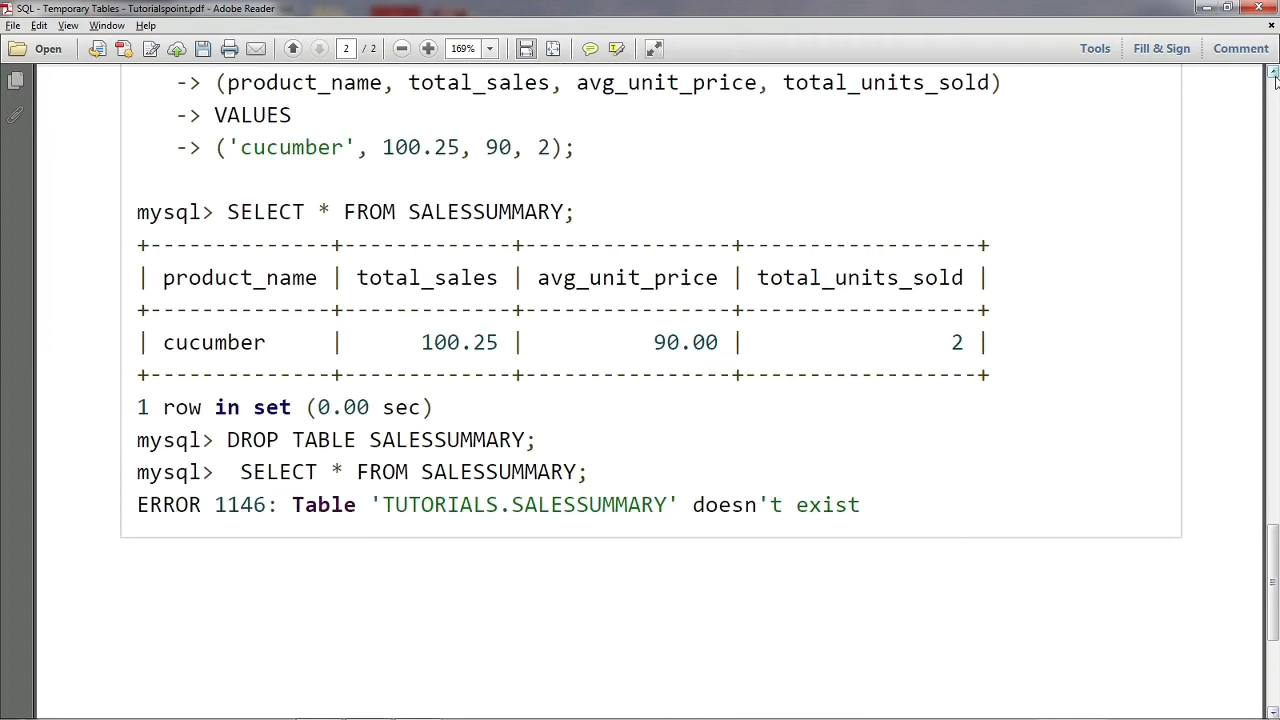 SQL - Temporary Tables - Tutorialspoint.pdf - Adobe Reader
File Edit View Window Help
Open 2 / 2 169% Tools Fill & Sign Comment
-> (product_name, total_sales, avg_unit_price, total_units_sold)
-> VALUES
-> ('cucumber', 100.25, 90, 2);
mysql> SELECT * FROM SALESSUMMARY;
+--------------+-------------+----------------+------------------+
| product_name | total_sales | avg_unit_price | total_units_sold |
+--------------+-------------+----------------+------------------+
| cucumber     |      100.25 |          90.00 |                2 |
+--------------+-------------+----------------+------------------+
1 row in set (0.00 sec)
mysql> DROP TABLE SALESSUMMARY;
mysql>  SELECT * FROM SALESSUMMARY;
ERROR 1146: Table 'TUTORIALS.SALESSUMMARY' doesn't exist